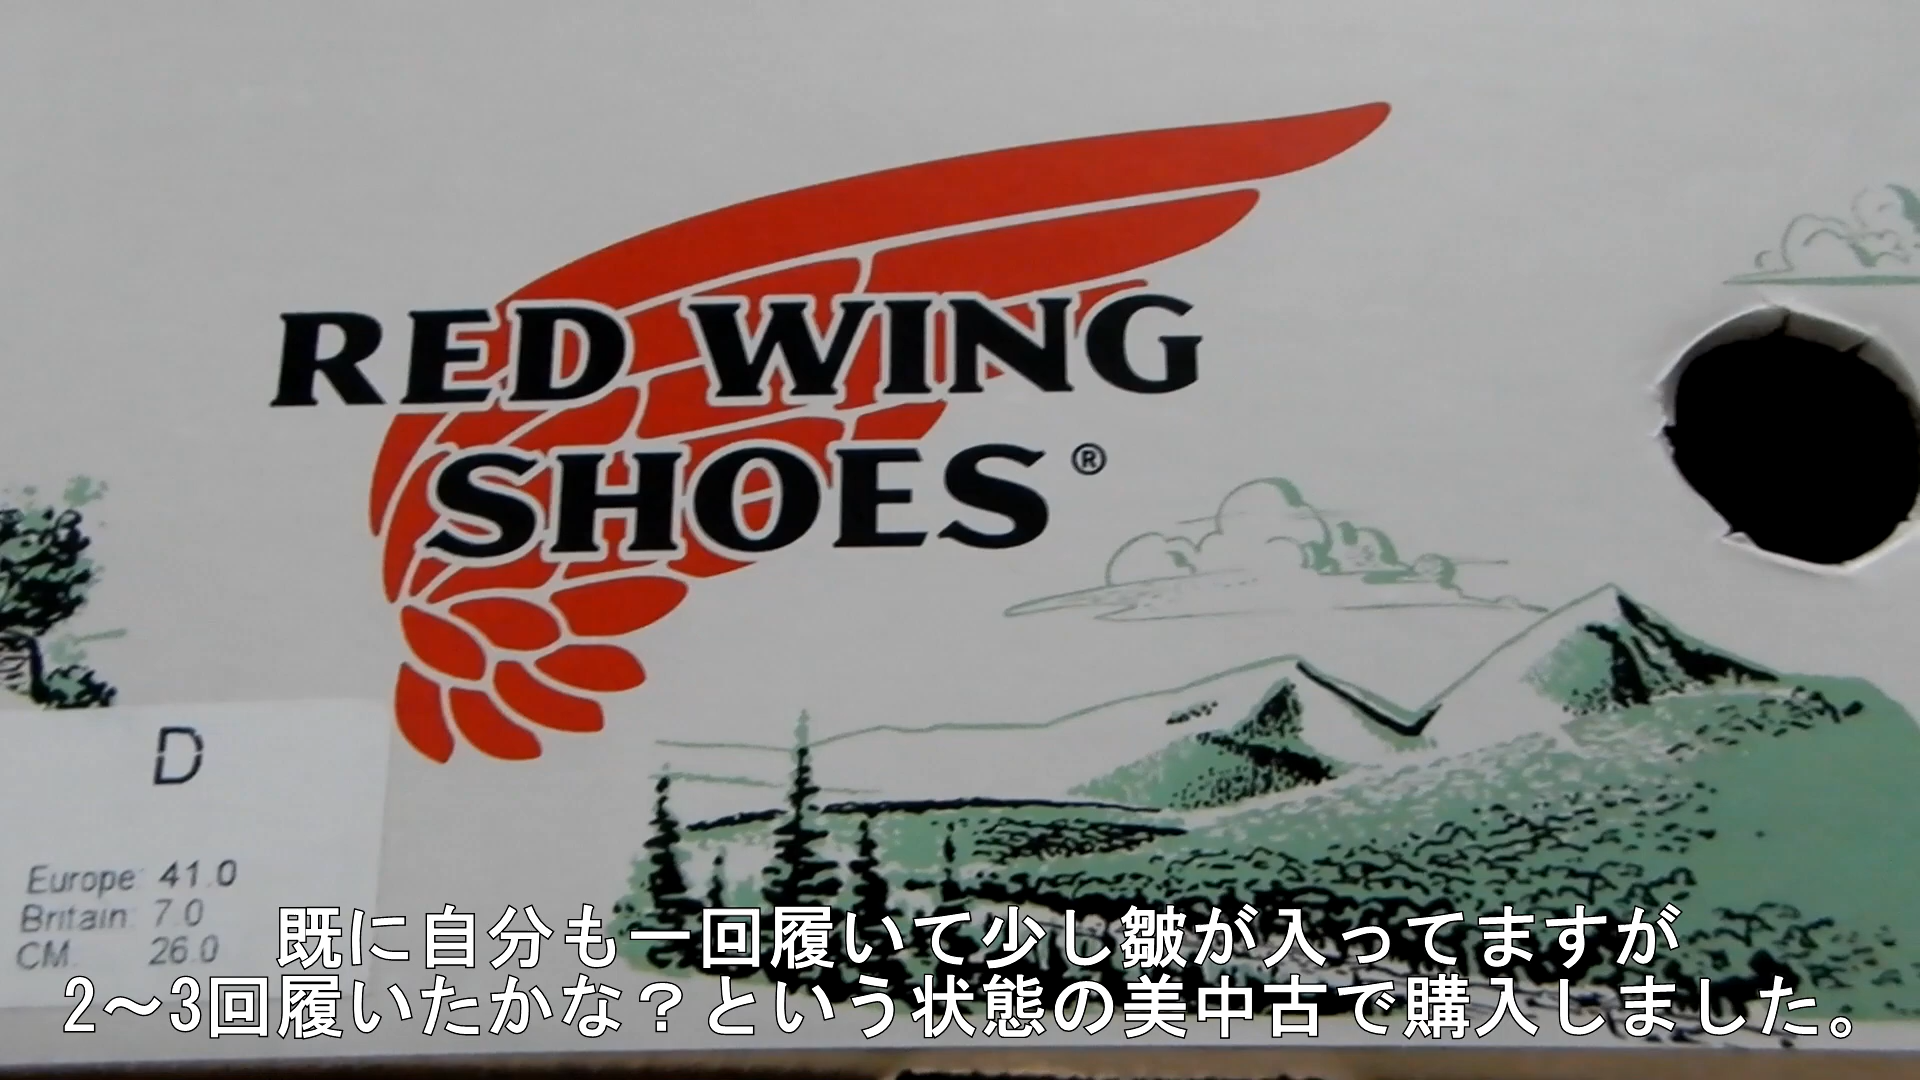 RED WING
SHOES®
D
Europe: 41.0
Britain: 7.0
CM. 26.0
既に自分も一回履いて少し皺が入ってますが
2～3回履いたかな？という状態の美中古で購入しました。